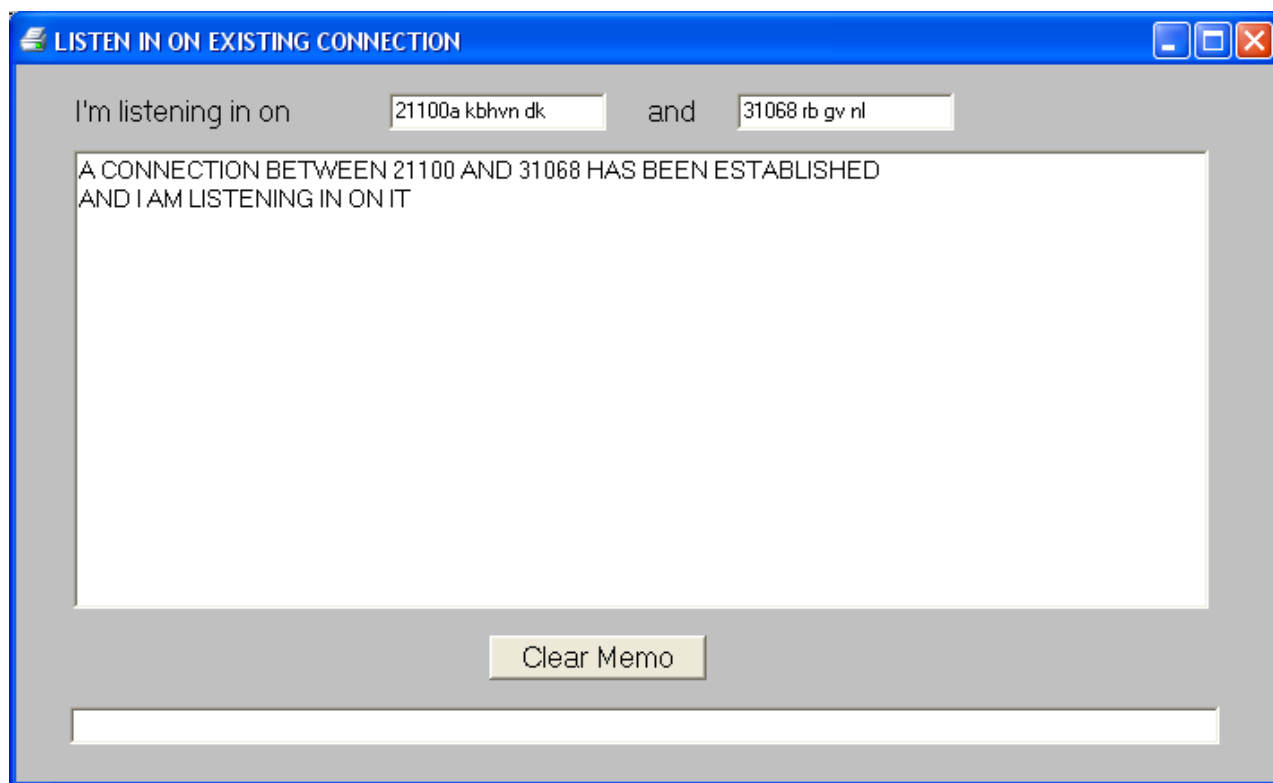 LISTEN IN ON EXISTING CONNECTION
I'm listening in on 21100a kbhvn dk and 31068 rb gv nl
A CONNECTION BETWEEN 21100 AND 31068 HAS BEEN ESTABLISHED
AND I AM LISTENING IN ON IT
Clear Memo